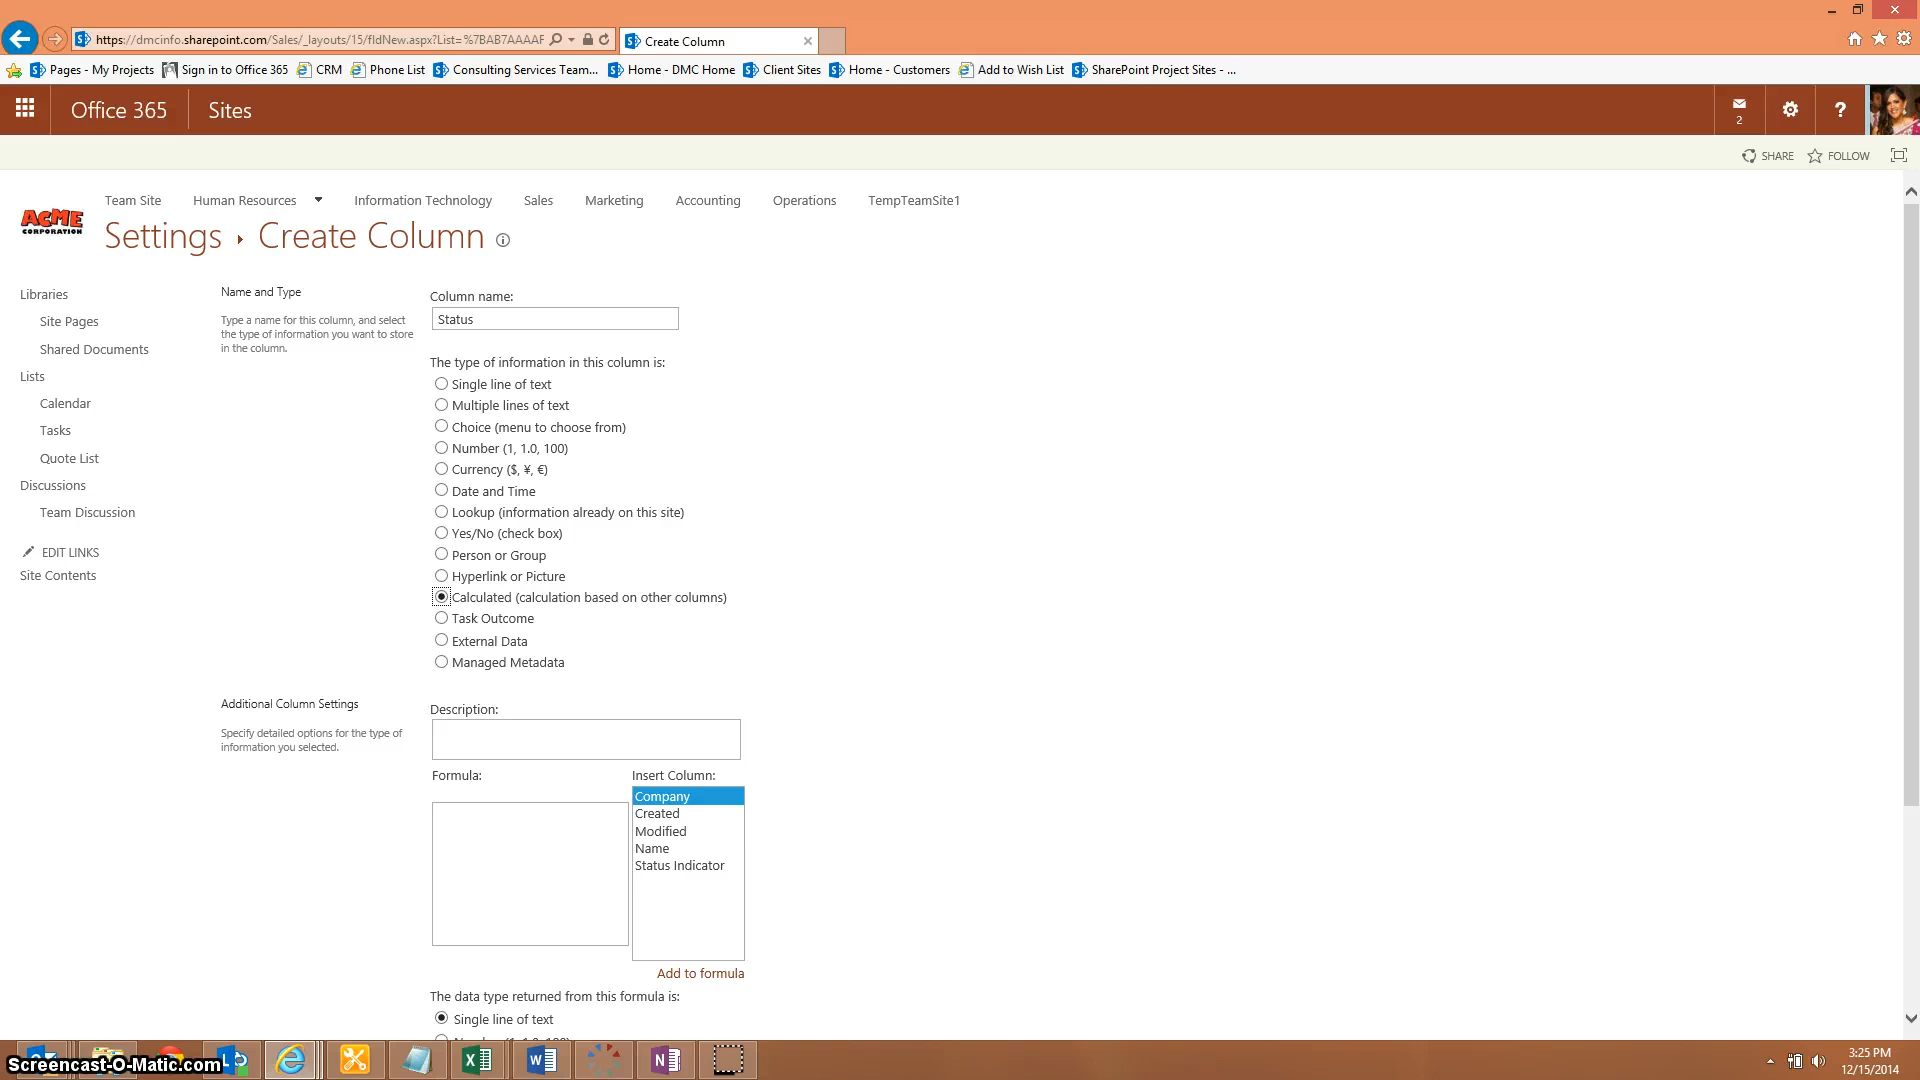 https://dmcinfo.sharepoint.com/Sales/_layouts/15/fldNew.aspx?List=%7BAB7AAAAF
Create Column
Pages - My Projects
Sign in to Office 365
CRM
Phone List
Consulting Services Team...
Home - DMC Home
Client Sites
Home - Customers
Add to Wish List
SharePoint Project Sites - ...
Office 365
Sites
2
?
SHARE
FOLLOW
ACME
CORPORATION
Team Site
Human Resources
Information Technology
Sales
Marketing
Accounting
Operations
TempTeamSite1
Settings
Create Column
Libraries
Site Pages
Shared Documents
Lists
Calendar
Tasks
Quote List
Discussions
Team Discussion
EDIT LINKS
Site Contents
Name and Type
Type a name for this column, and select
the type of information you want to store
in the column.
Column name:
Status
The type of information in this column is:
Single line of text
Multiple lines of text
Choice (menu to choose from)
Number (1, 1.0, 100)
Currency ($, ¥, €)
Date and Time
Lookup (information already on this site)
Yes/No (check box)
Person or Group
Hyperlink or Picture
Calculated (calculation based on other columns)
Task Outcome
External Data
Managed Metadata
Additional Column Settings
Specify detailed options for the type of
information you selected.
Description:
Formula:
Insert Column:
Company
Created
Modified
Name
Status Indicator
Add to formula
The data type returned from this formula is:
Single line of text
Screencast-O-Matic.com
3:25 PM
12/15/2014